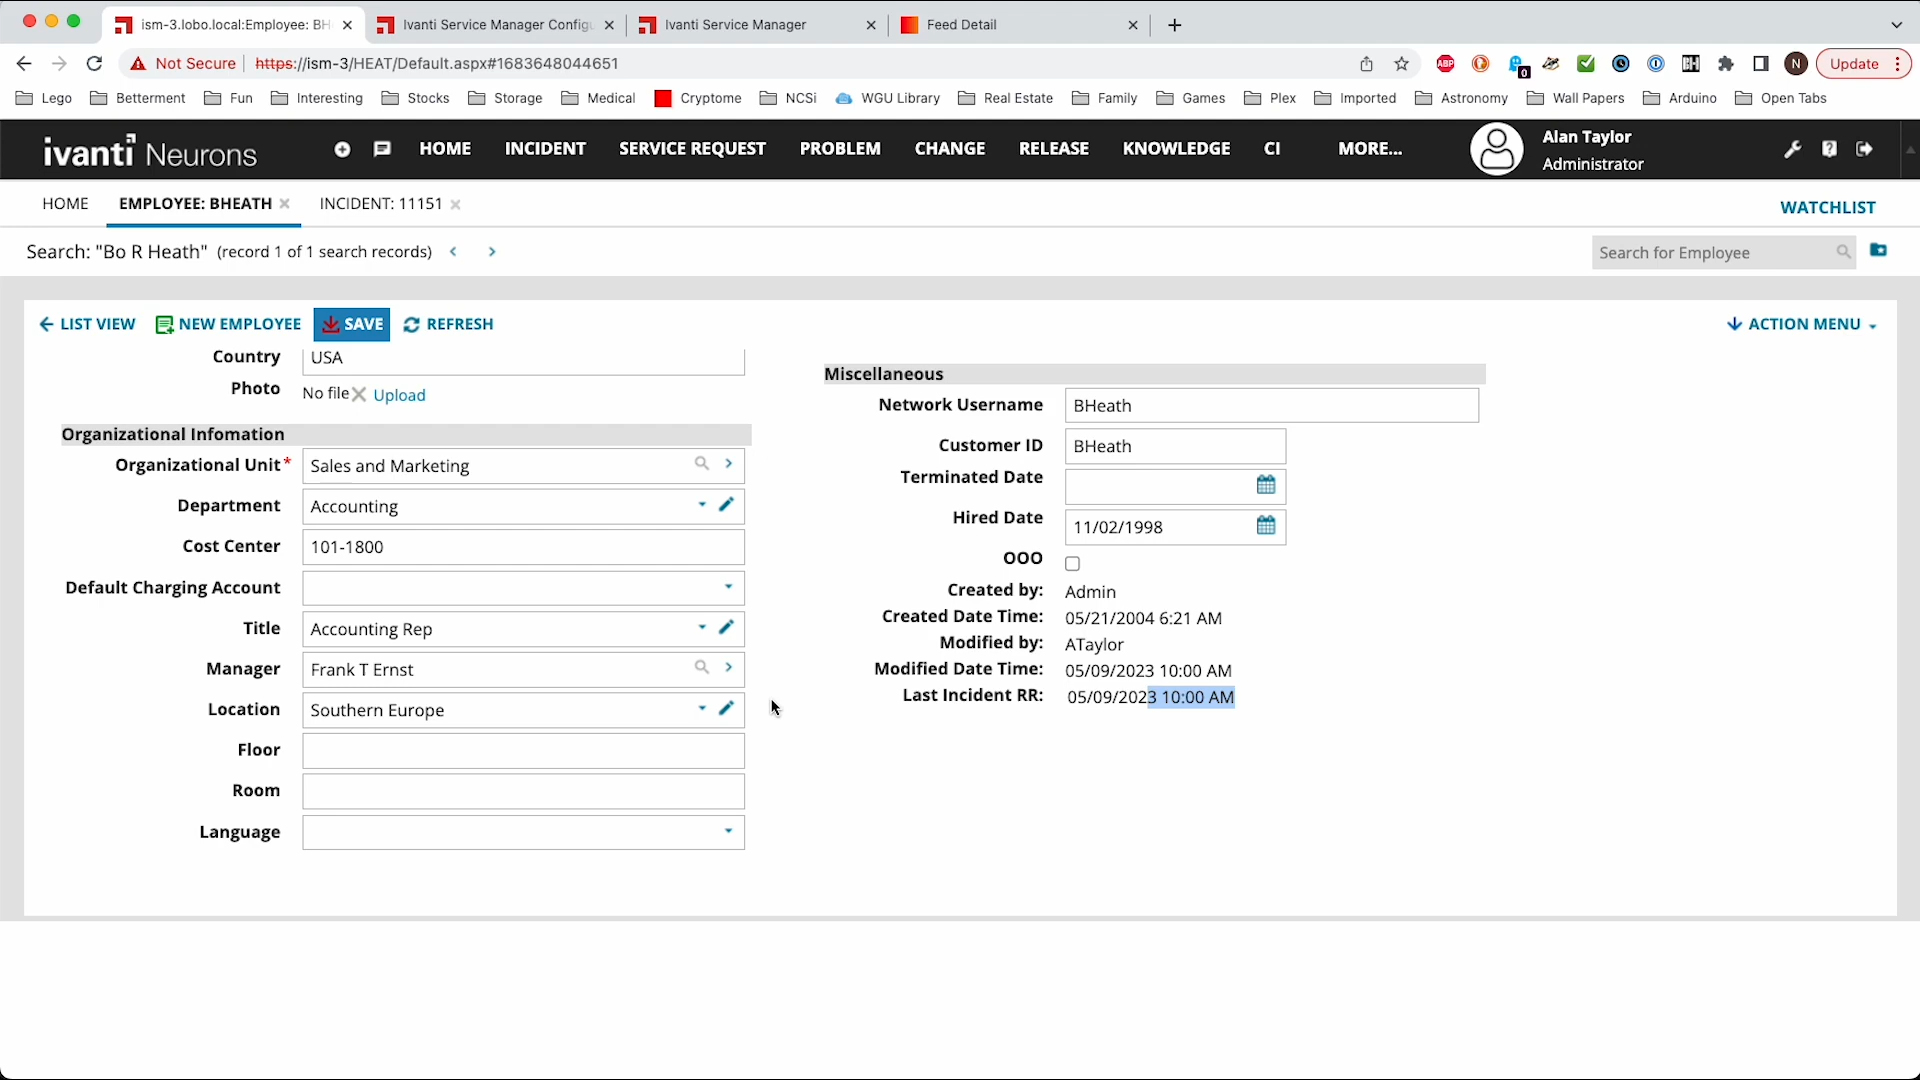 ism-3.lobo.local:Employee: BH
Ivanti Service Manager Configu
Ivanti Service Manager
Feed Detail
Not Secure
https://ism-3/HEAT/Default.aspx#1683648044651
ABP
0
N
Update
Lego
Betterment
Fun
Interesting
Stocks
Storage
Medical
Cryptome
NCSi
WGU Library
Real Estate
Family
Games
Plex
Imported
Astronomy
Wall Papers
Arduino
Open Tabs
ivanti Neurons
HOME
INCIDENT
SERVICE REQUEST
PROBLEM
CHANGE
RELEASE
KNOWLEDGE
CI
MORE...
Alan Taylor
Administrator
HOME
EMPLOYEE: BHEATH
INCIDENT: 11151
WATCHLIST
Search: "Bo R Heath" (record 1 of 1 search records)
Search for Employee
LIST VIEW
NEW EMPLOYEE
SAVE
REFRESH
ACTION MENU
Country USA
Photo No file Upload
Organizational Infomation
Organizational Unit* Sales and Marketing
Department Accounting
Cost Center 101-1800
Default Charging Account
Title Accounting Rep
Manager Frank T Ernst
Location Southern Europe
Floor
Room
Language
Miscellaneous
Network Username BHeath
Customer ID BHeath
Terminated Date
Hired Date 11/02/1998
OOO
Created by: Admin
Created Date Time: 05/21/2004 6:21 AM
Modified by: ATaylor
Modified Date Time: 05/09/2023 10:00 AM
Last Incident RR: 05/09/2023 10:00 AM